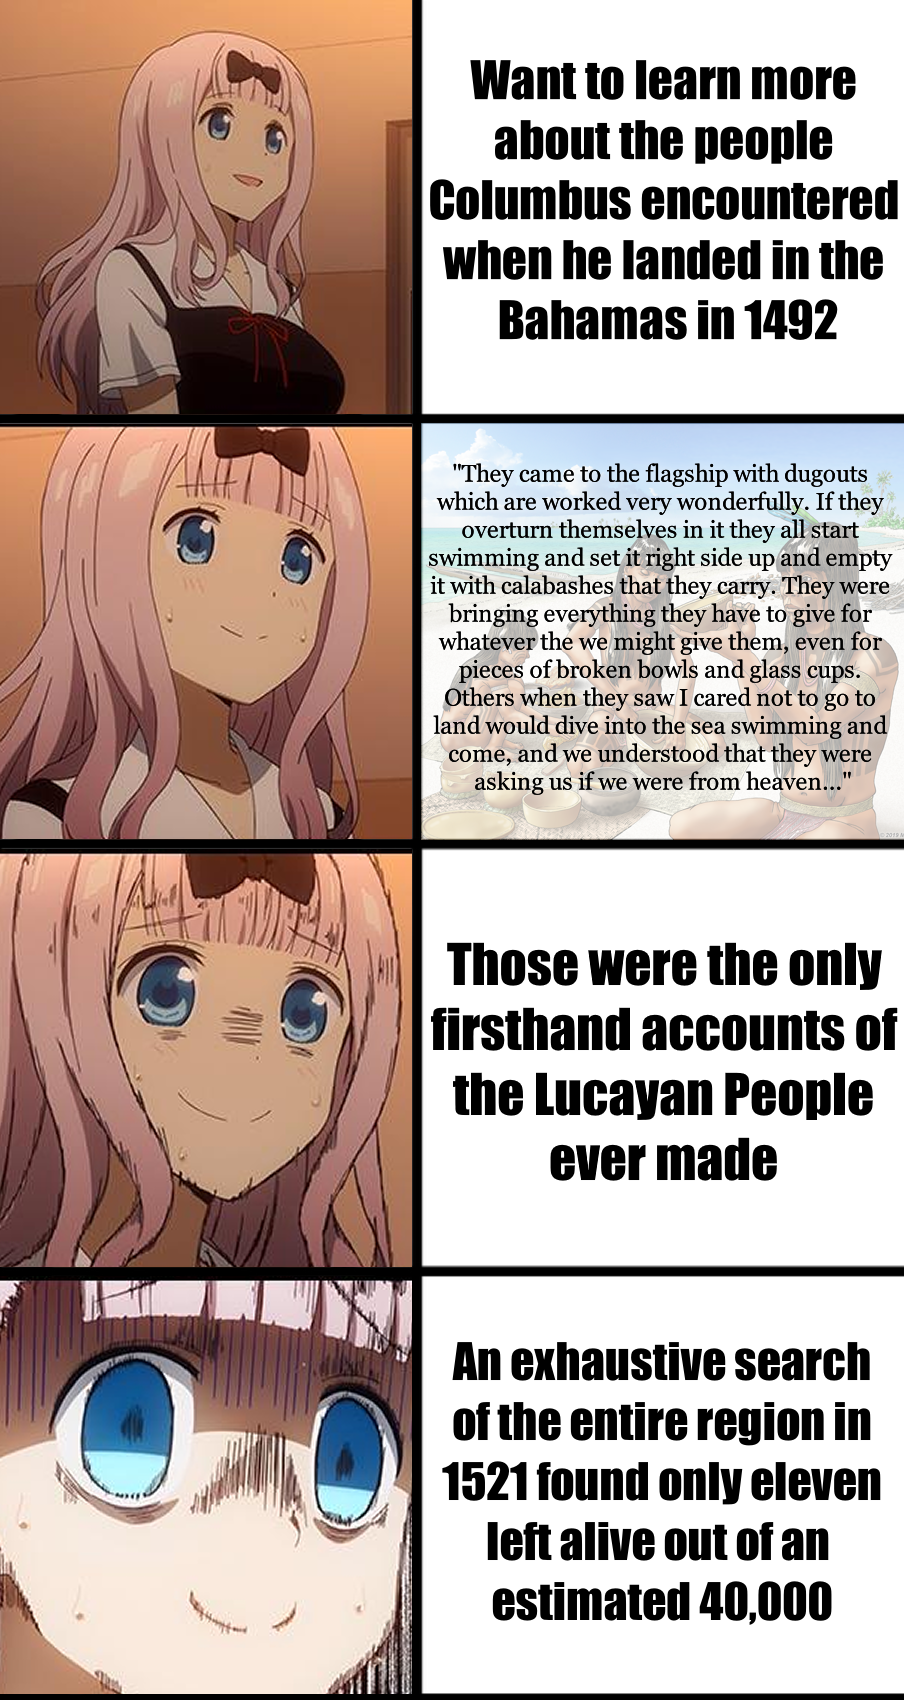 Want to learn more
about the people
Columbus encountered
when he landed in the
Bahamas in 1492
"They came to the flagship with dugouts
which are worked very wonderfully. If they
overturn themselves in it they all start
swimming and set it right side up and empty
it with calabashes that they carry. They were
bringing everything they have to give for
whatever the we might give them, even for
pieces of broken bowls and glass cups.
Others when they saw I cared not to go to
land would dive into the sea swimming and
come, and we understood that they were
asking us if we were from heaven..."
© 2019 M
Those were the only
firsthand accounts of
the Lucayan People
ever made
An exhaustive search
of the entire region in
1521 found only eleven
left alive out of an
estimated 40,000